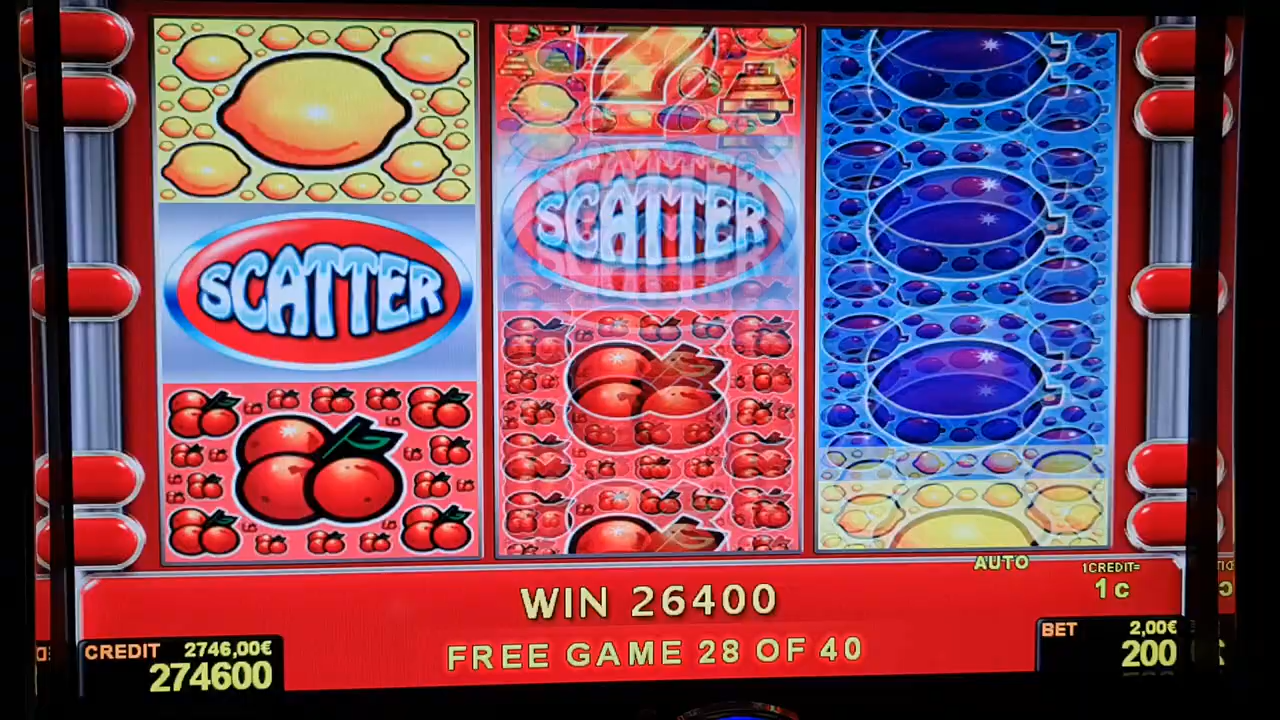 SCATTER
SCATTER
AUTO
1CREDIT=
1 c
WIN 26400
FREE GAME 28 OF 40
CREDIT 2746,00€
274600
BET 2,00€
200